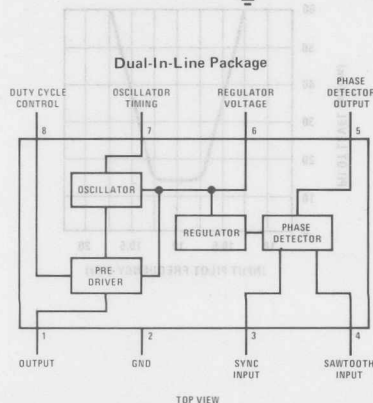 Dual-In-Line Package
DUTY CYCLE CONTROL
OSCILLATOR TIMING
REGULATOR VOLTAGE
PHASE DETECTOR OUTPUT
8
7
6
5
OSCILLATOR
REGULATOR
PHASE DETECTOR
PRE-DRIVER
1
2
3
4
OUTPUT
GND
SYNC INPUT
SAWTOOTH INPUT
TOP VIEW